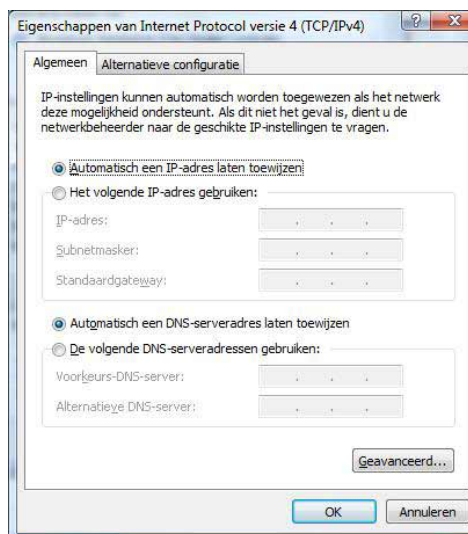 Eigenschappen van Internet Protocol versie 4 (TCP/IPv4)
Algemeen
Alternatieve configuratie
IP-instellingen kunnen automatisch worden toegewezen als het netwerk
deze mogelijkheid ondersteunt. Als dit niet het geval is, dient u de
netwerkbeheerder naar de geschikte IP-instellingen te vragen.
Automatisch een IP-adres laten toewijzen
Het volgende IP-adres gebruiken:
IP-adres:
Subnetmasker:
Standaardgateway:
Automatisch een DNS-serveradres laten toewijzen
De volgende DNS-serveradressen gebruiken:
Voorkeurs-DNS-server:
Alternatieve DNS-server:
Geavanceerd...
OK
Annuleren